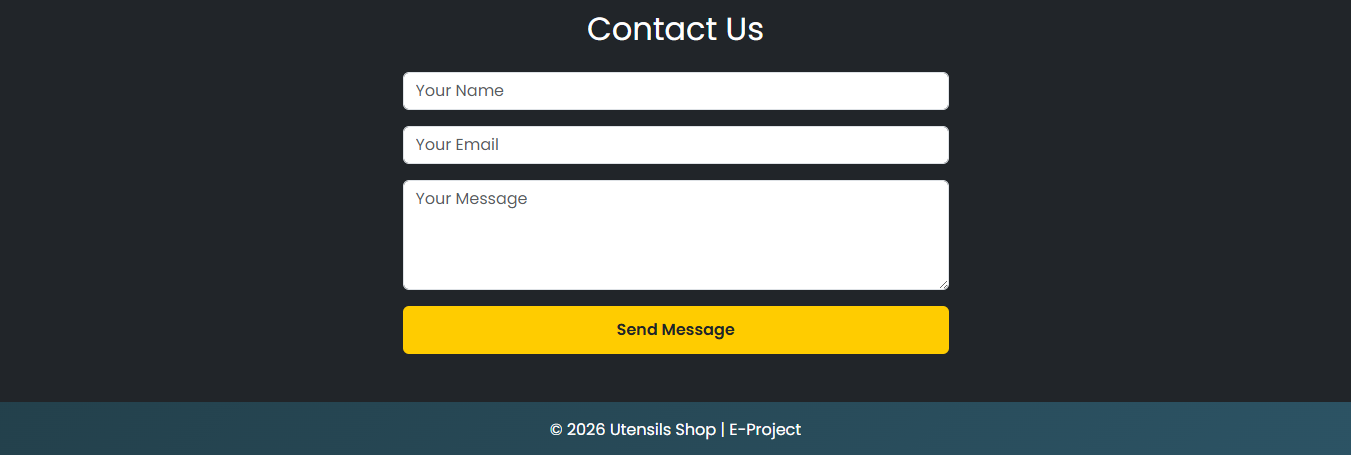 Contact Us
Your Name
Your Email
Your Message
Send Message
© 2026 Utensils Shop | E-Project